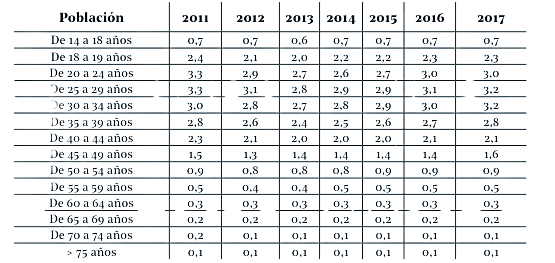 Población 2011 2012 2013 2014 2015 2016 2017
De 14 a 18 años 0,7 0,7 0,6 0,7 0,7 0,7 0,7
De 18 a 19 años 2,4 2,1 2,0 2,2 2,2 2,3 2,3
De 20 a 24 años 3,3 2,9 2,7 2,6 2,7 3,0 3,0
De 25 a 29 años 3,3 3,1 2,8 2,9 2,9 3,1 3,2
De 30 a 34 años 3,0 2,8 2,7 2,8 2,9 3,0 3,2
De 35 a 39 años 2,8 2,6 2,4 2,5 2,6 2,7 2,8
De 40 a 44 años 2,3 2,1 2,0 2,0 2,0 2,1 2,1
De 45 a 49 años 1,5 1,3 1,4 1,4 1,4 1,4 1,6
De 50 a 54 años 0,9 0,8 0,8 0,8 0,9 0,9 0,9
De 55 a 59 años 0,5 0,4 0,4 0,5 0,5 0,5 0,5
De 60 a 64 años 0,3 0,3 0,3 0,3 0,3 0,3 0,3
De 65 a 69 años 0,2 0,2 0,2 0,2 0,2 0,2 0,2
De 70 a 74 años 0,2 0,1 0,1 0,1 0,1 0,1 0,1
> 75 años 0,1 0,1 0,1 0,1 0,1 0,1 0,1